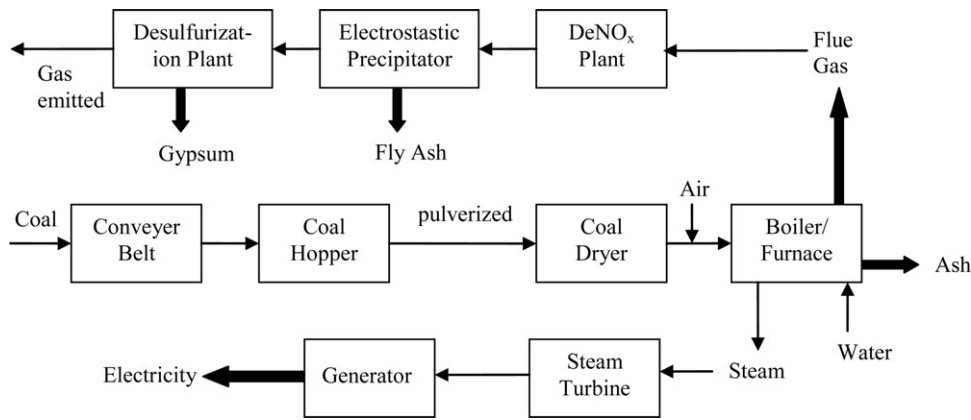 Desulfurizat-
ion Plant
Electrostastic
Precipitator
DeNOx
Plant
Flue
Gas
Gas
emitted
Gypsum
Fly Ash
Coal
Conveyer
Belt
Coal
Hopper
pulverized
Coal
Dryer
Air
Boiler/
Furnace
Ash
Water
Steam
Steam
Turbine
Generator
Electricity